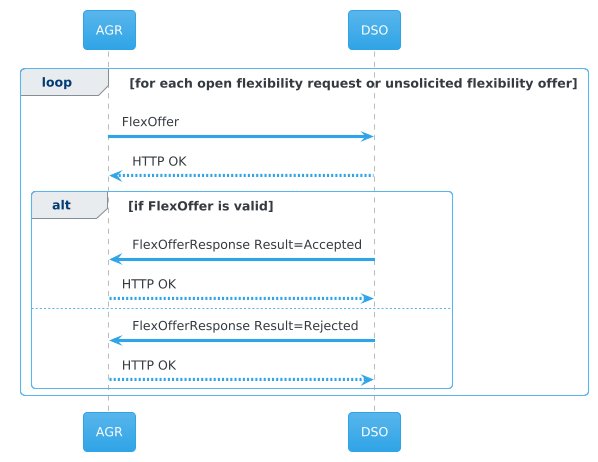 AGR DSO
loop [for each open flexibility request or unsolicited flexibility offer]
FlexOffer
HTTP OK
alt [if FlexOffer is valid]
FlexOfferResponse Result=Accepted
HTTP OK
FlexOfferResponse Result=Rejected
HTTP OK
AGR DSO